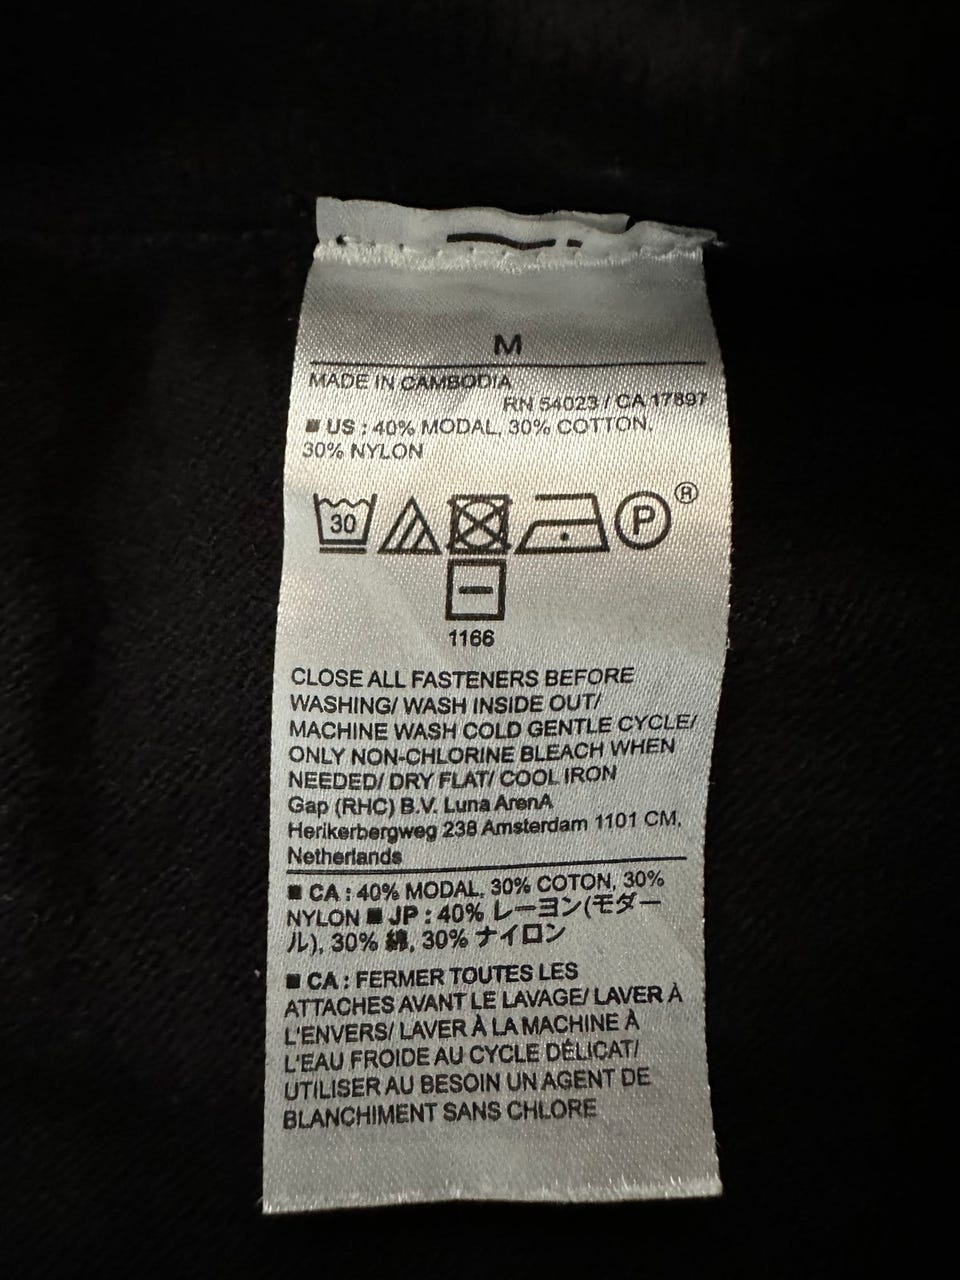 M
MADE IN CAMBODIA
RN 54023 / CA 17897
■ US : 40% MODAL, 30% COTTON,
30% NYLON
30
P
®
1166
CLOSE ALL FASTENERS BEFORE
WASHING/ WASH INSIDE OUT/
MACHINE WASH COLD GENTLE CYCLE/
ONLY NON-CHLORINE BLEACH WHEN
NEEDED/ DRY FLAT/ COOL IRON
Gap (RHC) B.V. Luna ArenA
Herikerbergweg 238 Amsterdam 1101 CM,
Netherlands
■ CA : 40% MODAL, 30% COTON, 30%
NYLON ■ JP : 40% レーヨン(モダー
ル), 30% 綿, 30% ナイロン
■ CA : FERMER TOUTES LES
ATTACHES AVANT LE LAVAGE/ LAVER À
L'ENVERS/ LAVER À LA MACHINE À
L'EAU FROIDE AU CYCLE DÉLICAT/
UTILISER AU BESOIN UN AGENT DE
BLANCHIMENT SANS CHLORE